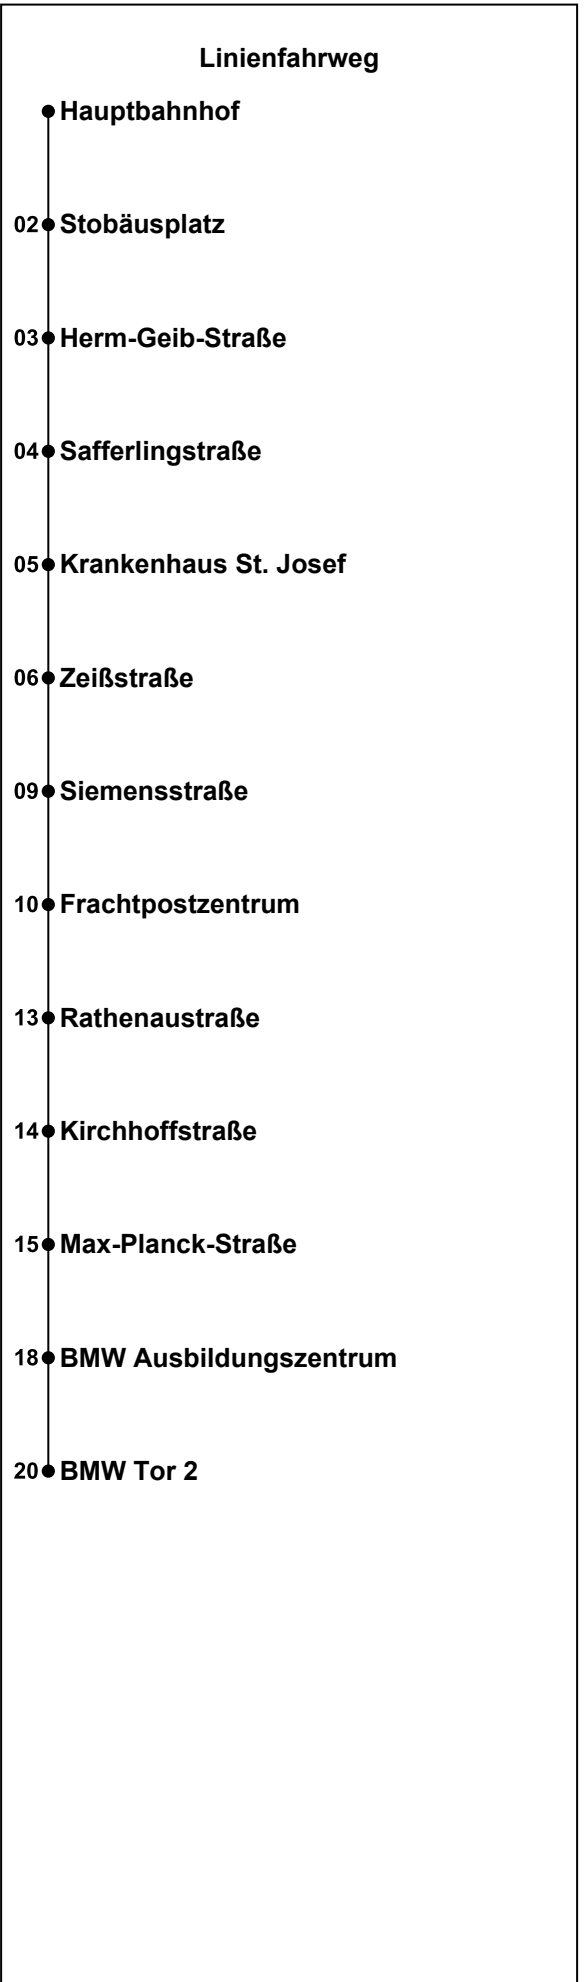 Linienfahrweg
Hauptbahnhof
02 Stobäusplatz
03 Herm-Geib-Straße
04 Safferlingstraße
05 Krankenhaus St. Josef
06 Zeißstraße
09 Siemensstraße
10 Frachtpostzentrum
13 Rathenaustraße
14 Kirchhoffstraße
15 Max-Planck-Straße
18 BMW Ausbildungszentrum
20 BMW Tor 2